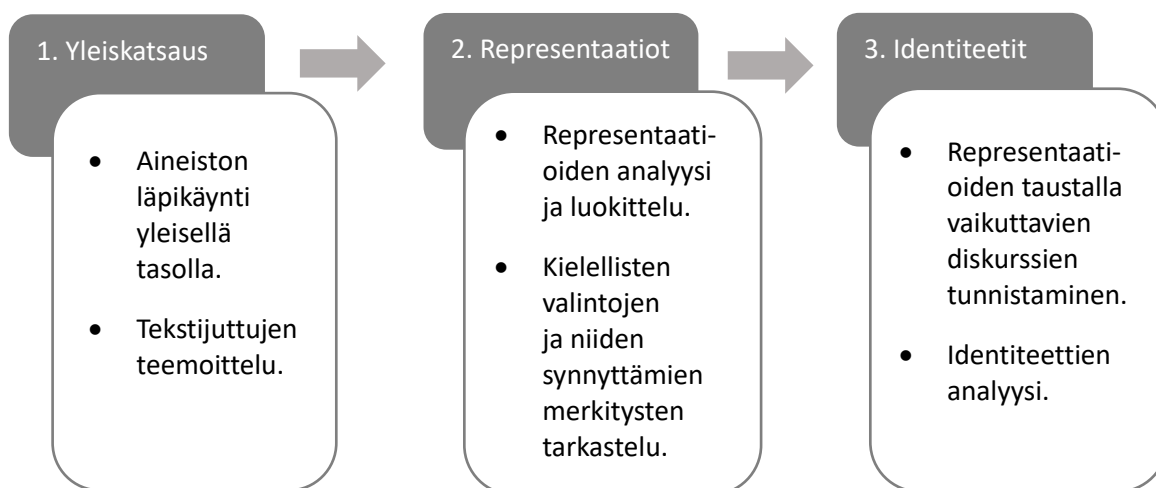 1. Yleiskatsaus
• Aineiston
läpikäynti
yleisellä
tasolla.
• Tekstijuttujen
teemoittelu.
2. Representaatiot
• Representaati-
oiden analyysi
ja luokittelu.
• Kielellisten
valintojen
ja niiden
synnyttämien
merkitysten
tarkastelu.
3. Identiteetit
• Representaati-
oiden taustalla
vaikuttavien
diskurssien
tunnistaminen.
• Identiteettien
analyysi.